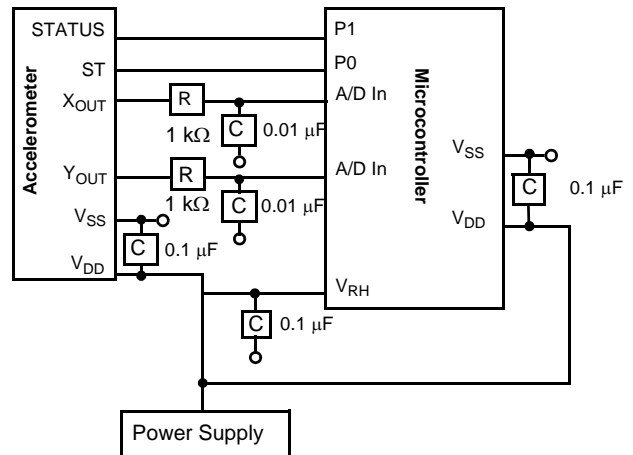 Accelerometer
STATUS
ST
XOUT
YOUT
VSS
VDD
R
1 kΩ
C
0.01 μF
R
1 kΩ
C
0.01 μF
C
0.1 μF
C
0.1 μF
Microcontroller
P1
P0
A/D In
A/D In
VRH
VSS
VDD
C
0.1 μF
Power Supply